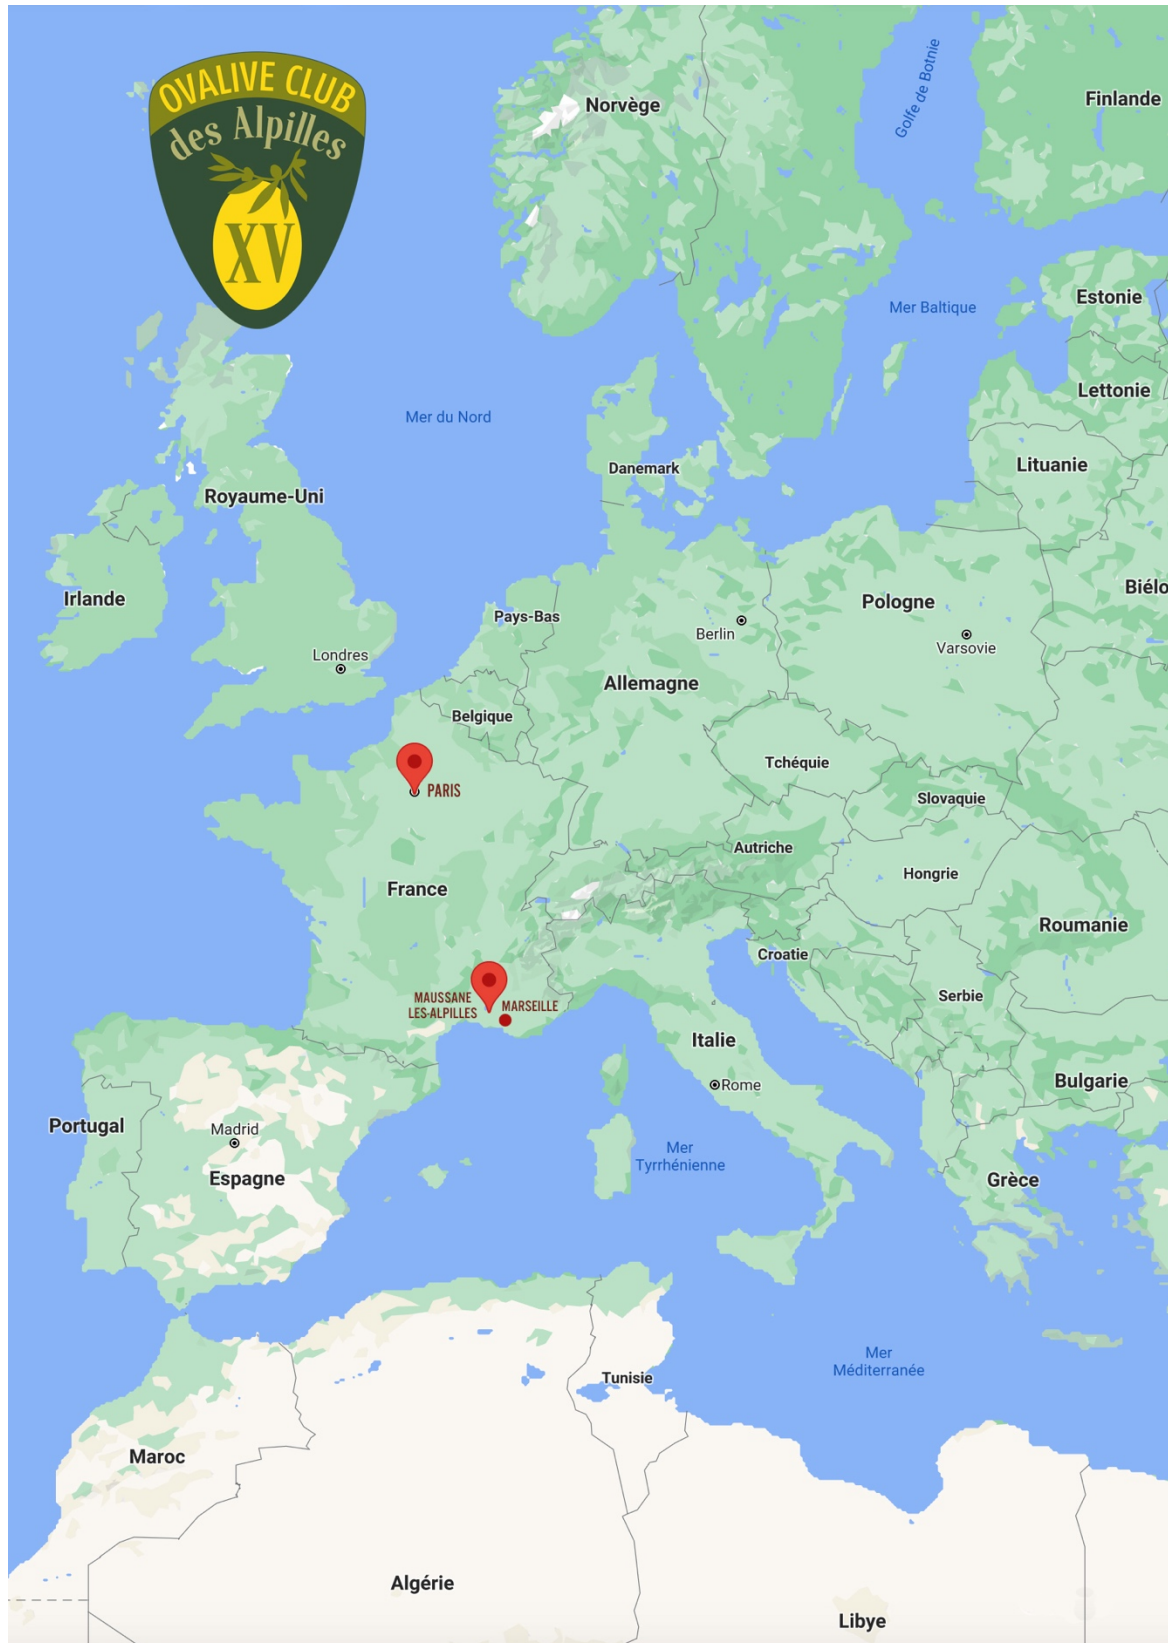 OVALIVE CLUB
des Alpilles
XV
Norvège
Golfe de Botnie
Finlande
Estonie
Mer Baltique
Lettonie
Mer du Nord
Danemark
Lituanie
Royaume-Uni
Irlande
Pays-Bas
Berlin
Pologne
Biélo
Varsovie
Londres
Allemagne
Belgique
Tchéquie
PARIS
Slovaquie
Autriche
Hongrie
France
Roumanie
Croatie
Serbie
MAUSSANE
LES-ALPILLES
MARSEILLE
Italie
Rome
Bulgarie
Portugal
Madrid
Espagne
Mer
Tyrrhénienne
Grèce
Mer
Méditerranée
Tunisie
Maroc
Algérie
Libye